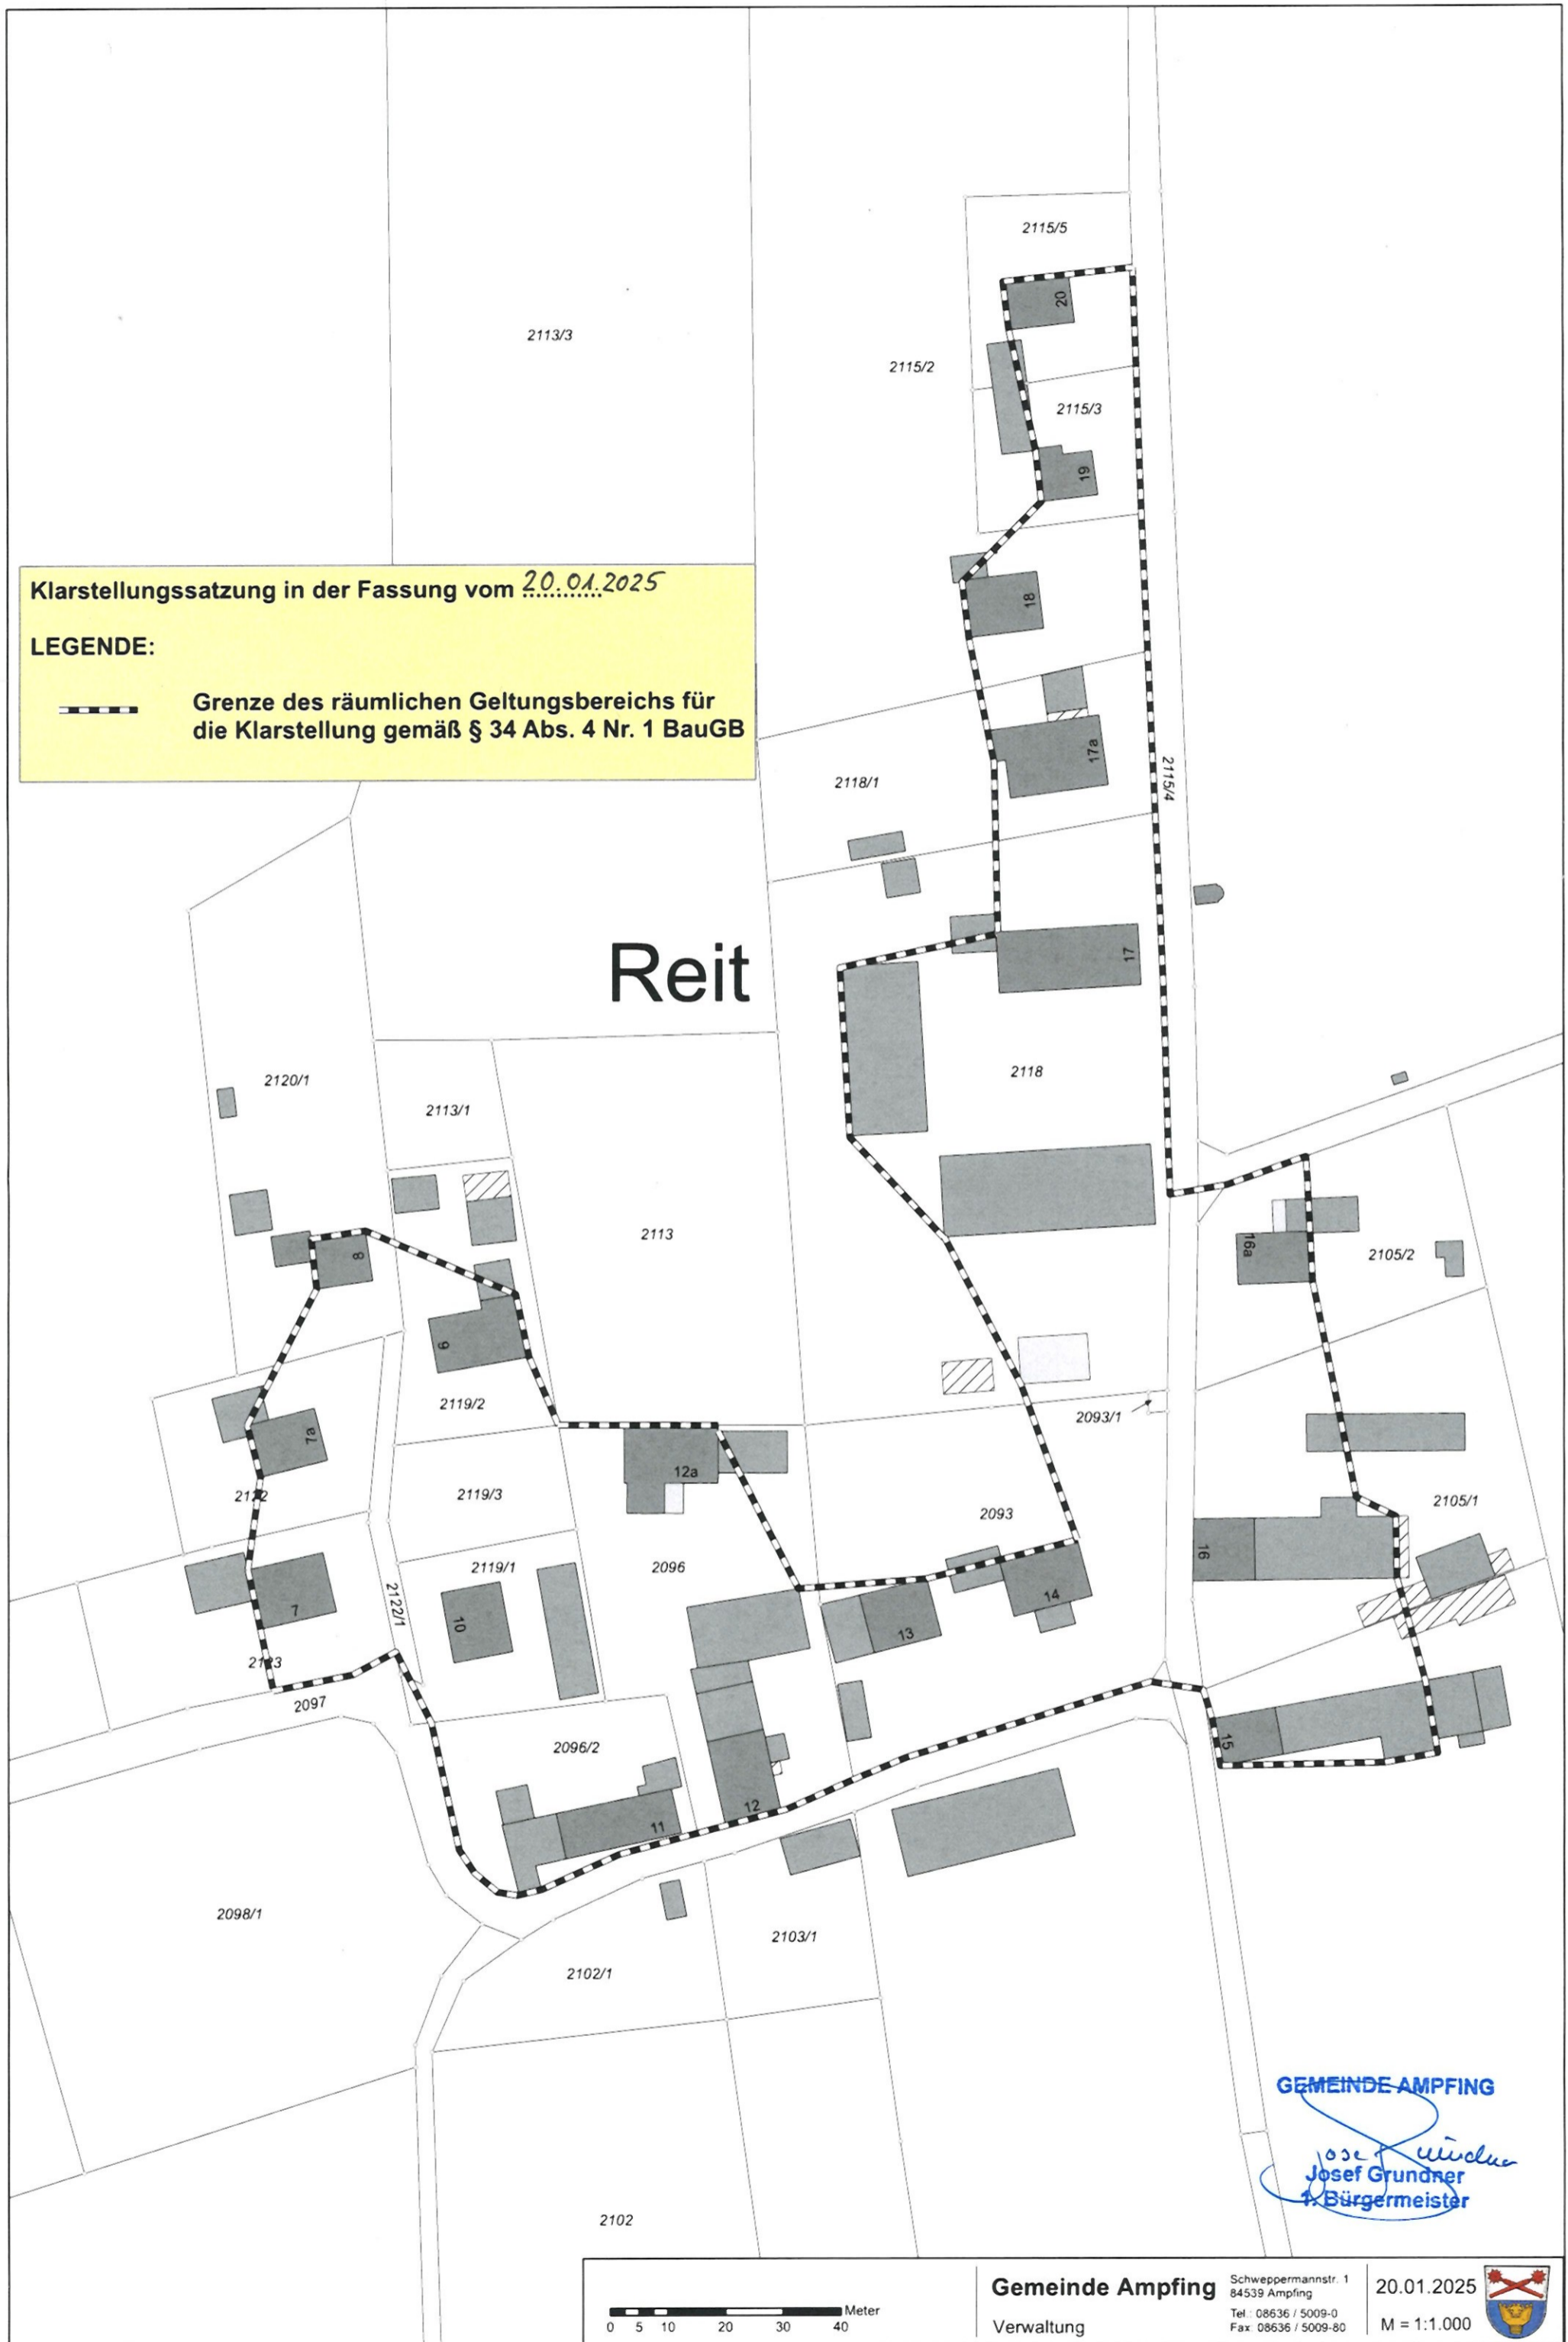 2115/5
20
2113/3
2115/2
2115/3
19
Klarstellungssatzung in der Fassung vom 20.01.2025
LEGENDE:
Grenze des räumlichen Geltungsbereichs für
die Klarstellung gemäß § 34 Abs. 4 Nr. 1 BauGB
18
17a
2115/4
2118/1
Reit
17
2118
2120/1
2113/1
2113
8
16a
2105/2
6
2119/2
2093/1
7a
12a
2122
2119/3
2093
2105/1
16
2119/1
2096
2122/1
7
10
14
13
2123
2097
2096/2
15
12
11
2098/1
2103/1
2102/1
GEMEINDE AMPFING
Josef Grundner
1. Bürgermeister
2102
Meter
0 5 10 20 30 40
Gemeinde Ampfing
Verwaltung
Schweppermannstr. 1
84539 Ampfing
Tel.: 08636 / 5009-0
Fax: 08636 / 5009-80
20.01.2025
M = 1:1.000